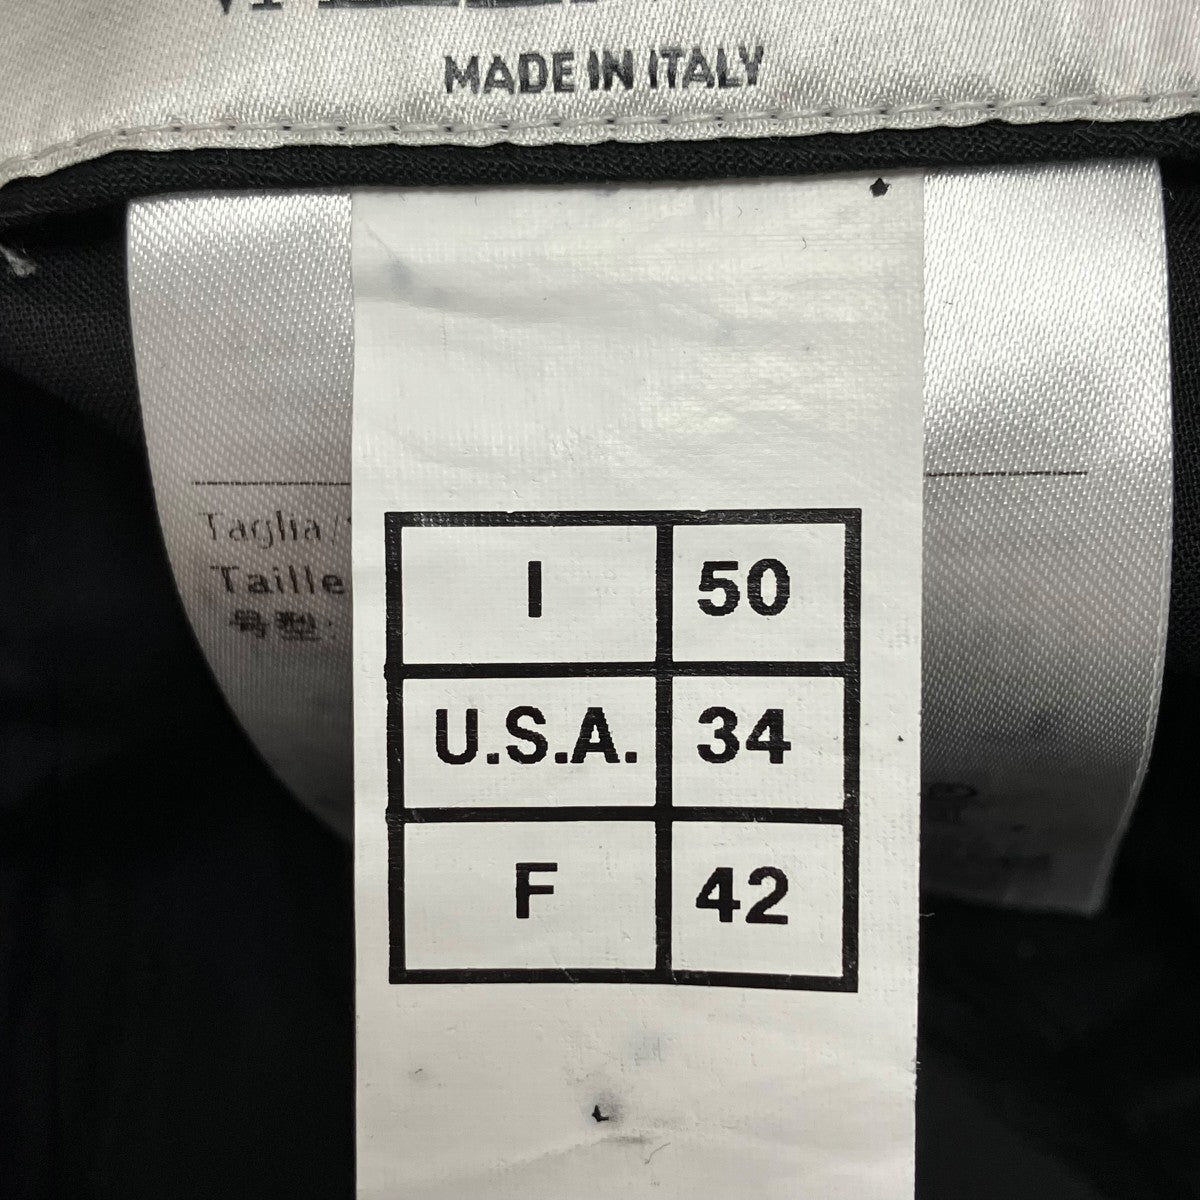 MADE IN ITALY
Taglia/
Taille
号型:
I 50
U.S.A. 34
F 42